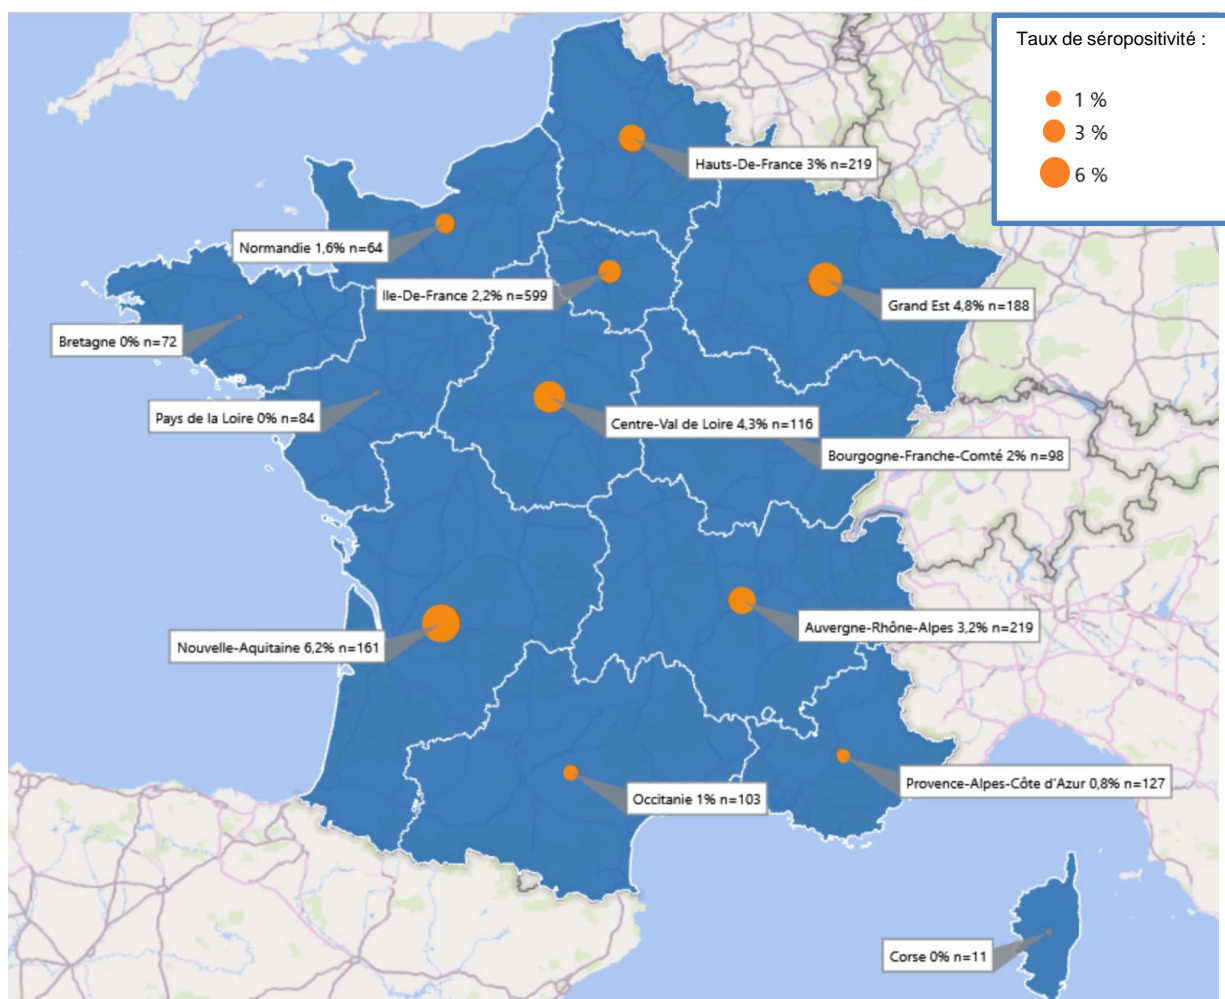 Taux de séropositivité :
1 %
3 %
6 %
Hauts-De-France 3% n=219
Normandie 1,6% n=64
Ile-De-France 2,2% n=599
Grand Est 4,8% n=188
Bretagne 0% n=72
Pays de la Loire 0% n=84
Centre-Val de Loire 4,3% n=116
Bourgogne-Franche-Comté 2% n=98
Nouvelle-Aquitaine 6,2% n=161
Auvergne-Rhône-Alpes 3,2% n=219
Provence-Alpes-Côte d'Azur 0,8% n=127
Occitanie 1% n=103
Corse 0% n=11